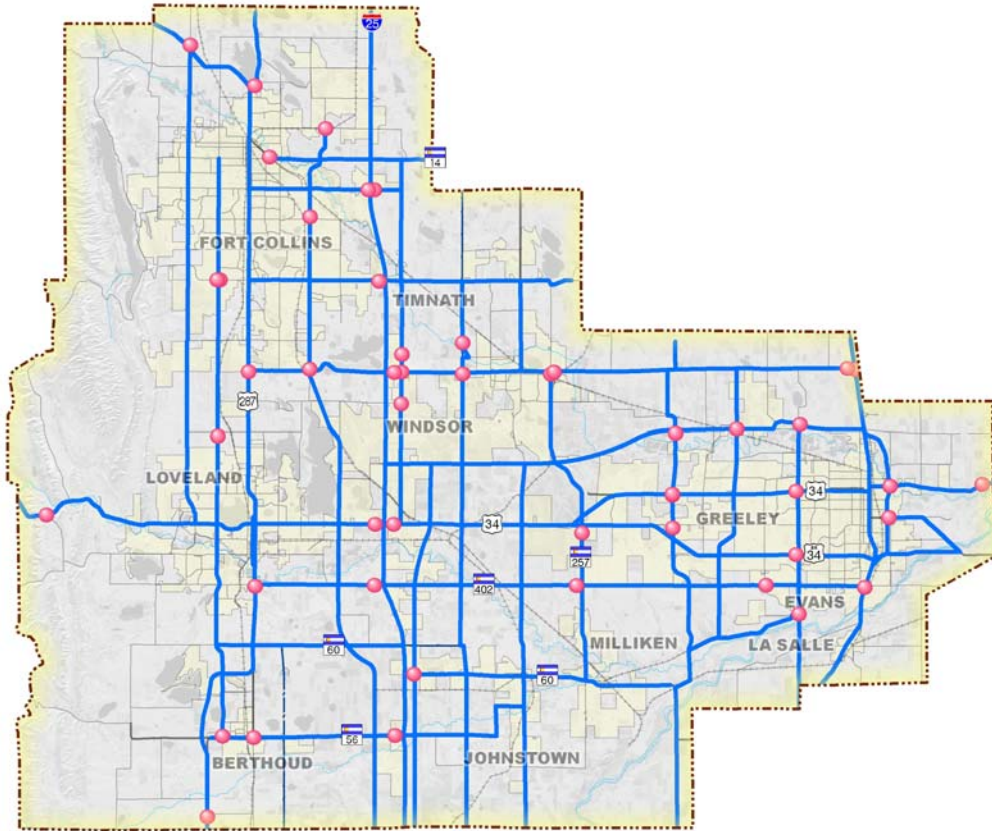 25
14
FORT COLLINS
TIMNATH
287
WINDSOR
LOVELAND
34
34
GREELEY
34
257
402
EVANS
MILLIKEN
LA SALLE
60
60
56
BERTHOUD
JOHNSTOWN